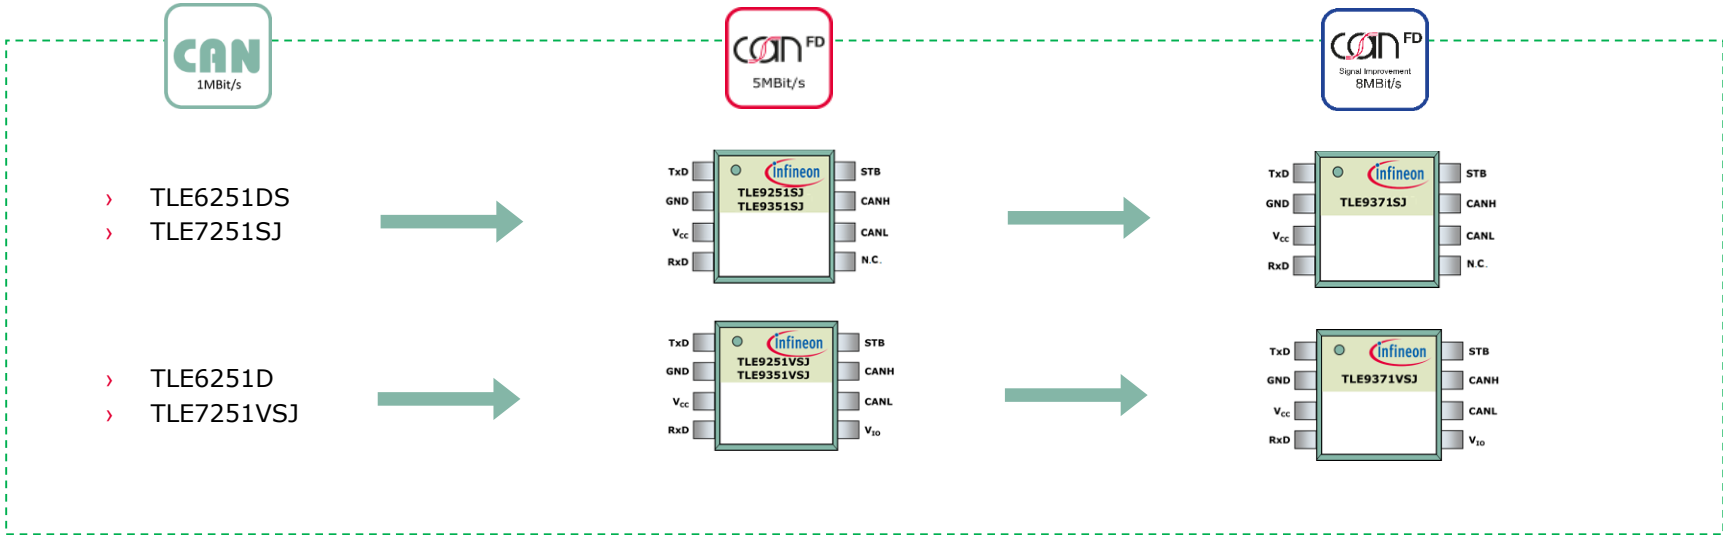 CAN
1MBit/s
CAN FD
5MBit/s
CAN FD
Signal Improvement
8MBit/s
› TLE6251DS
› TLE7251SJ
TxD
GND
VCC
RxD
infineon
TLE9251SJ
TLE9351SJ
STB
CANH
CANL
N.C.
TxD
GND
VCC
RxD
infineon
TLE9371SJ
STB
CANH
CANL
N.C.
› TLE6251D
› TLE7251VSJ
TxD
GND
VCC
RxD
infineon
TLE9251VSJ
TLE9351VSJ
STB
CANH
CANL
VIO
TxD
GND
VCC
RxD
infineon
TLE9371VSJ
STB
CANH
CANL
VIO